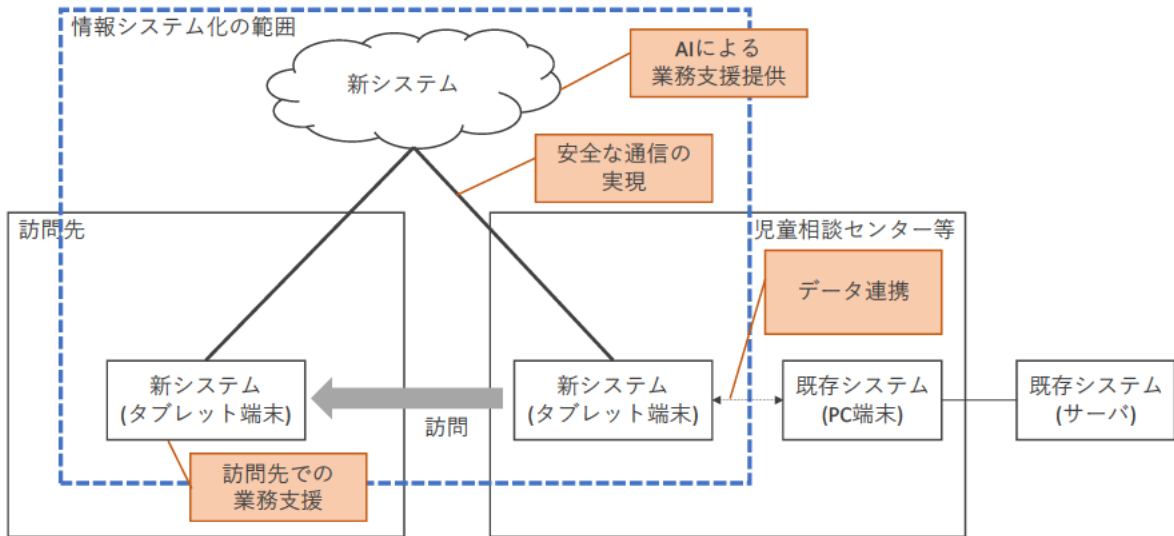 情報システム化の範囲
新システム
AIによる
業務支援提供
安全な通信の
実現
訪問先
児童相談センター等
データ連携
新システム
(タブレット端末)
訪問
新システム
(タブレット端末)
既存システム
(PC端末)
既存システム
(サーバ)
訪問先での
業務支援